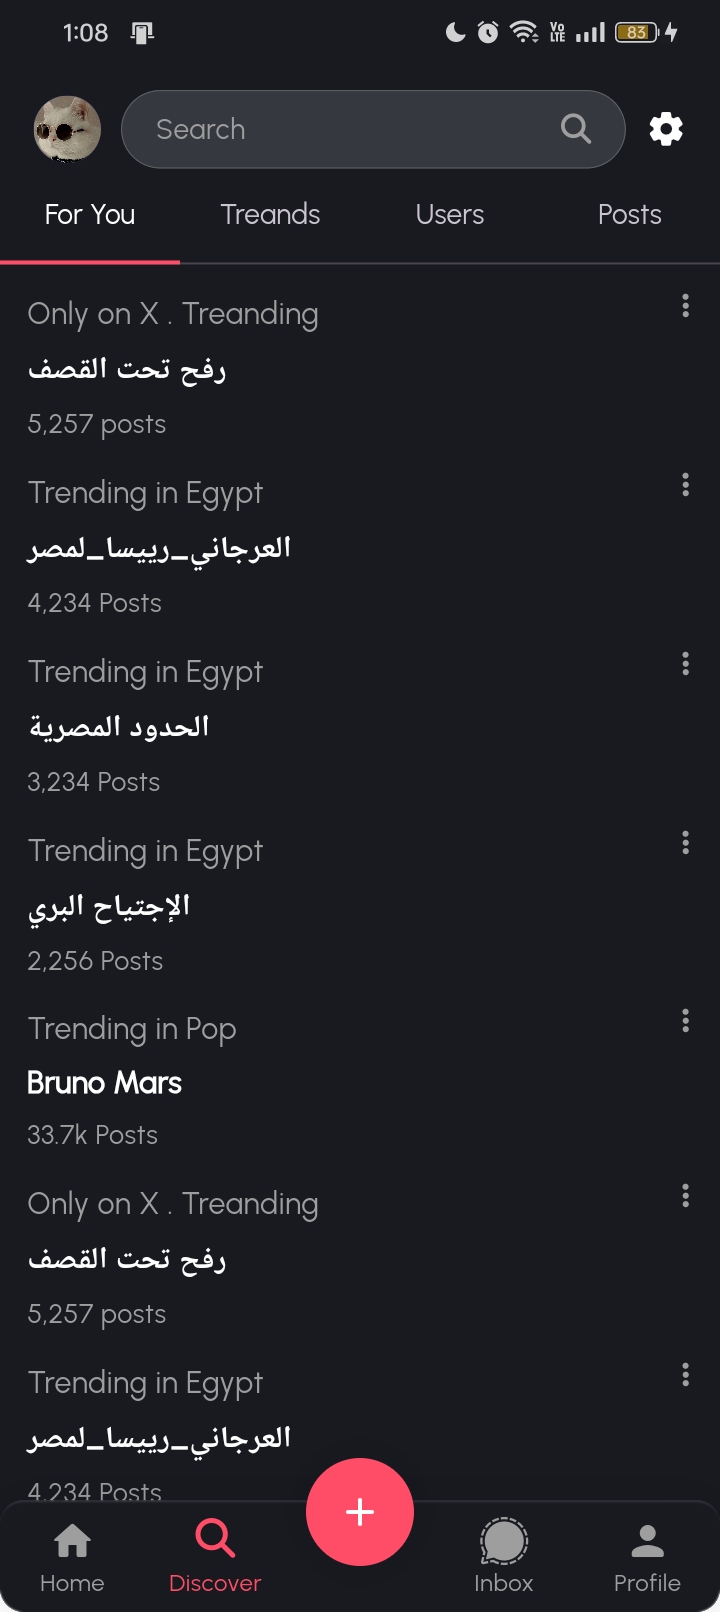 1:08
Vo
LTE
83
Search
For You
Treands
Users
Posts
Only on X . Treanding
رفح تحت القصف
5,257 posts
Trending in Egypt
العرجاني_رييسا_لمصر
4,234 Posts
Trending in Egypt
الحدود المصرية
3,234 Posts
Trending in Egypt
الإجتياح البري
2,256 Posts
Trending in Pop
Bruno Mars
33.7k Posts
Only on X . Treanding
رفح تحت القصف
5,257 posts
Trending in Egypt
العرجاني_رييسا_لمصر
4,234 Posts
Home
Discover
Inbox
Profile